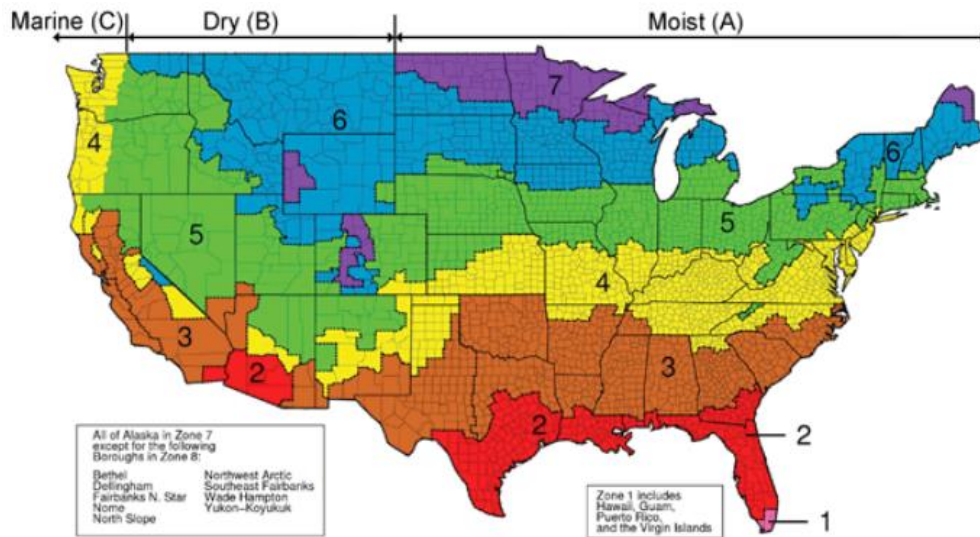 Marine (C) Dry (B) Moist (A)
7
6
4
6
5
5
4
3
3
2
2
2
1
All of Alaska in Zone 7
except for the following
Boroughs in Zone 8:
Bethel Northwest Arctic
Dellingham Southeast Fairbanks
Fairbanks N. Star Wade Hampton
Nome Yukon-Koyukuk
North Slope
Zone 1 includes
Hawaii, Guam,
Puerto Rico,
and the Virgin Islands